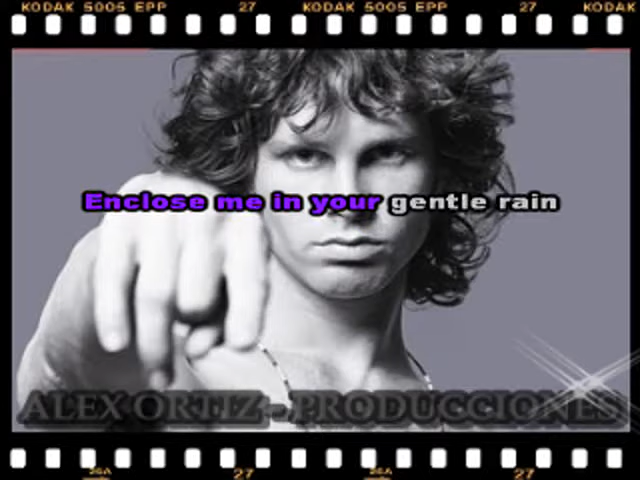 KODAK 5005 EPP 27 KODAK 5005 EPP 27 KODAK
Enclose me in your gentle rain
ALEX ORTIZ - PRODUCCIONES
27 27